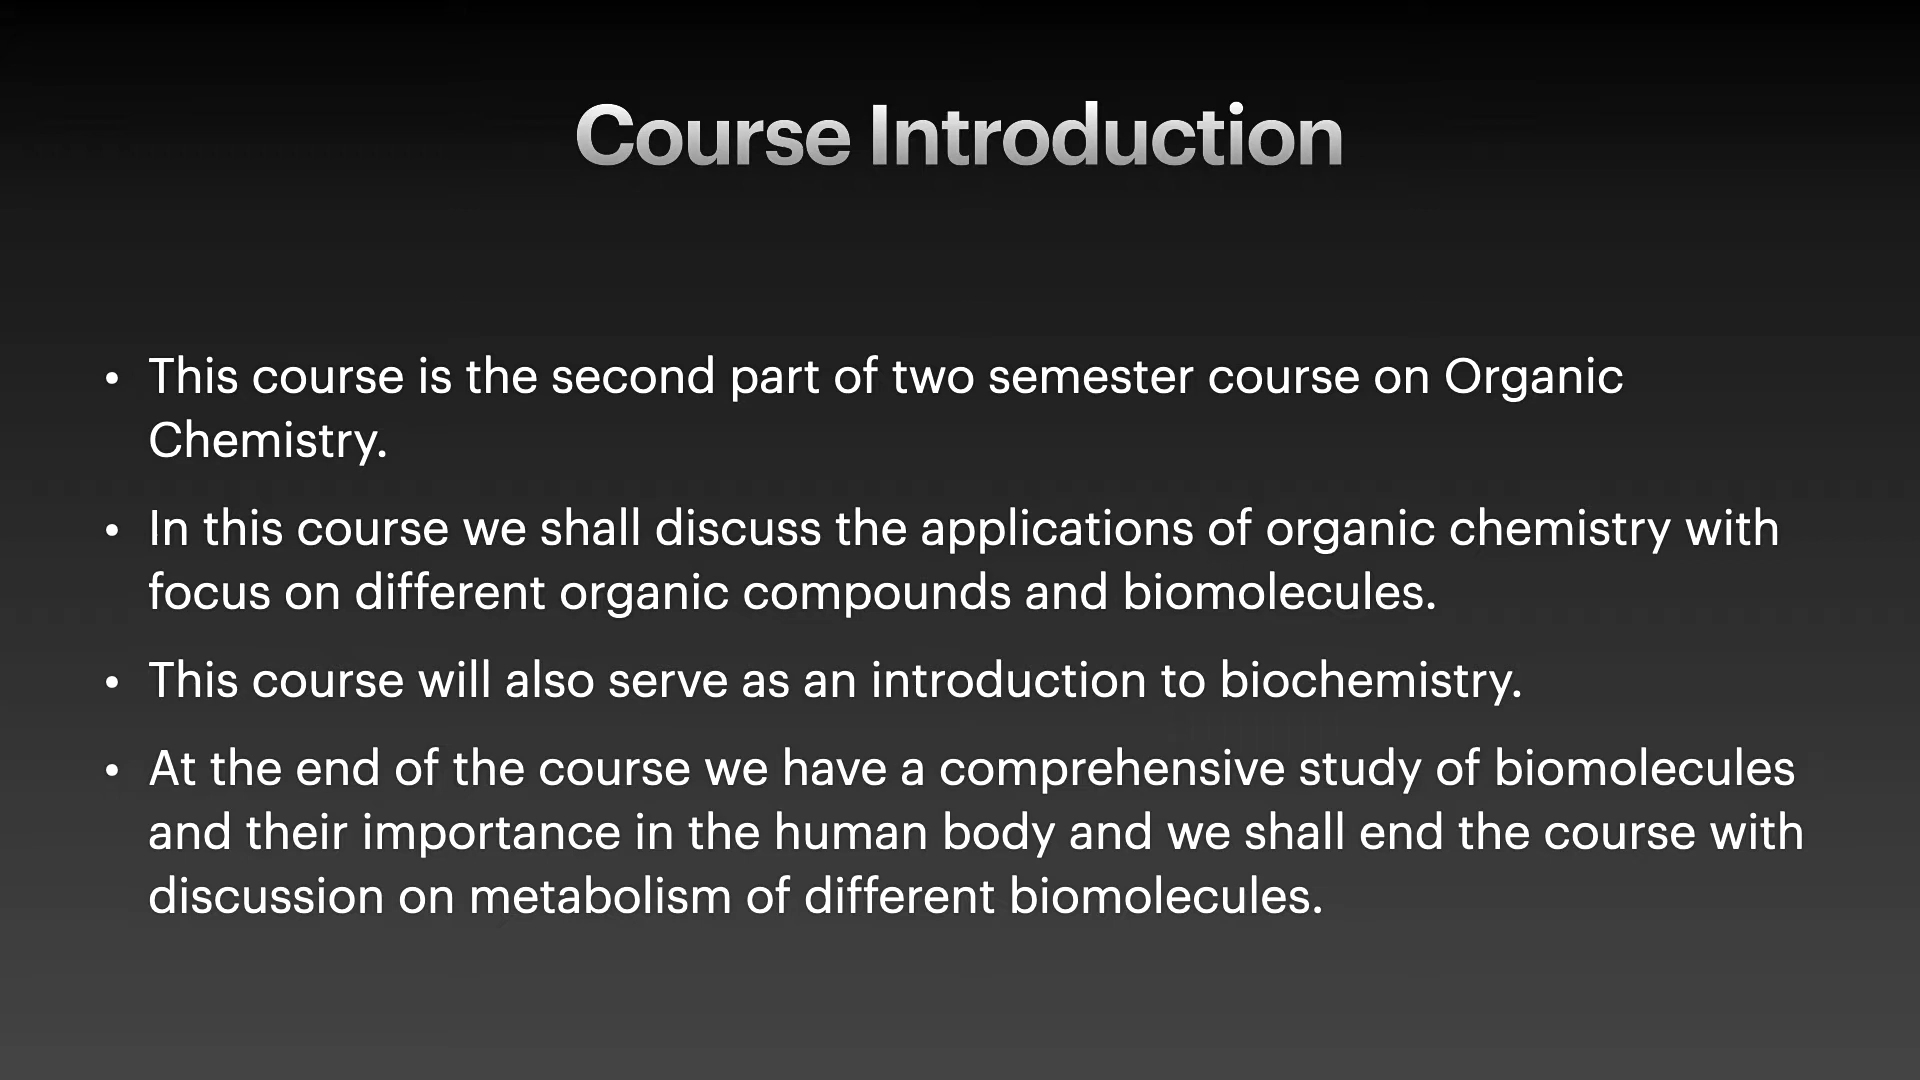 Course Introduction
• This course is the second part of two semester course on Organic
Chemistry.
• In this course we shall discuss the applications of organic chemistry with
focus on different organic compounds and biomolecules.
• This course will also serve as an introduction to biochemistry.
• At the end of the course we have a comprehensive study of biomolecules
and their importance in the human body and we shall end the course with
discussion on metabolism of different biomolecules.